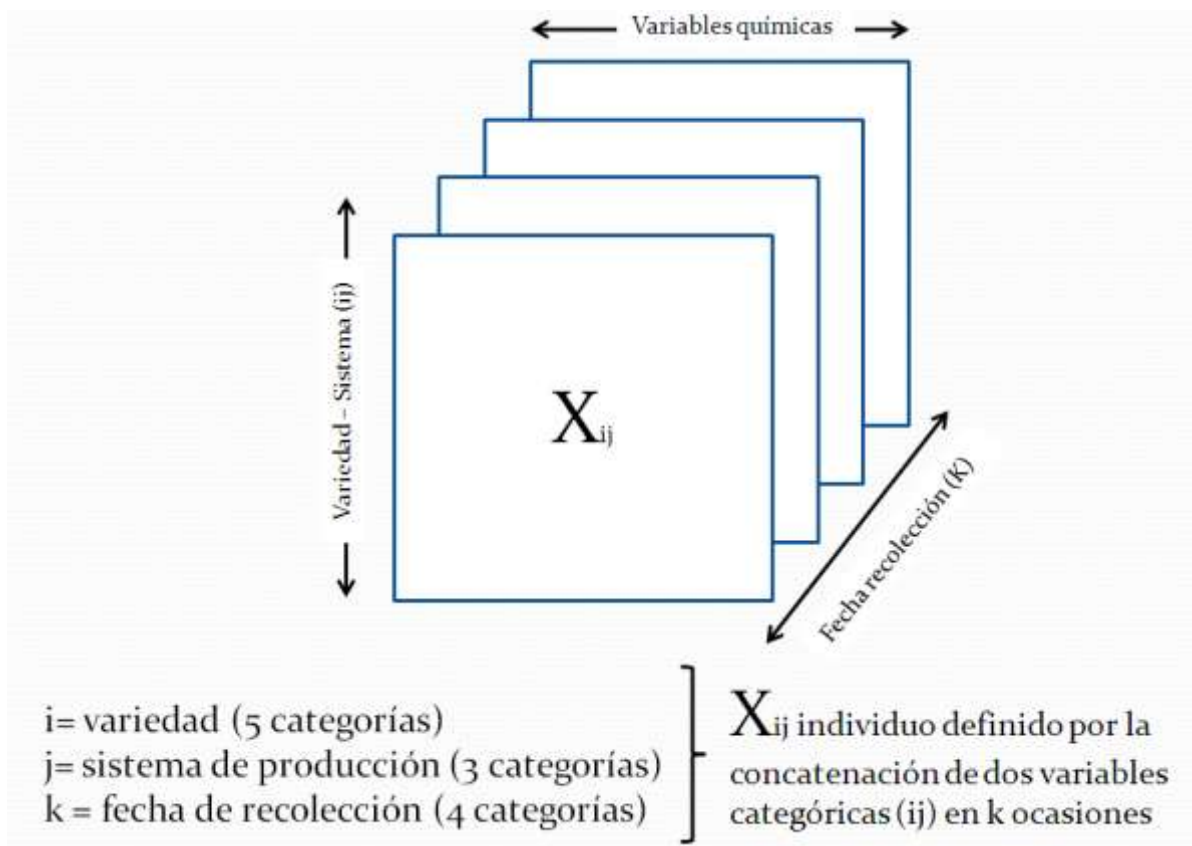 Variables químicas
Variedad – Sistema (ij)
Xij
Fecha recolección (K)
i= variedad (5 categorías)
j= sistema de producción (3 categorías)
k = fecha de recolección (4 categorías)
Xij individuo definido por la
concatenación de dos variables
categóricas (ij) en k ocasiones